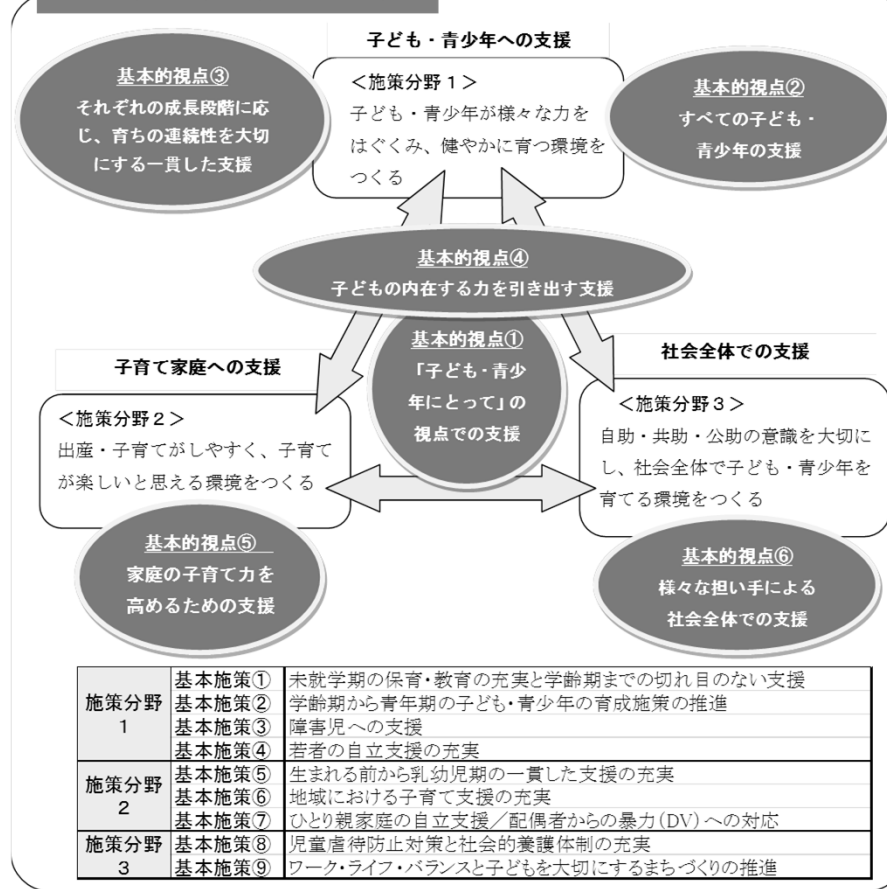 子ども・青少年への支援
基本的視点③
それぞれの成長段階に応
じ、育ちの連続性を大切
にする一貫した支援
＜施策分野１＞
子ども・青少年が様々な力を
はぐくみ、健やかに育つ環境を
つくる
基本的視点②
すべての子ども・
青少年の支援
基本的視点④
子どもの内在する力を引き出す支援
基本的視点①
「子ども・青少
年にとって」の
視点での支援
子育て家庭への支援
＜施策分野２＞
出産・子育てがしやすく、子育て
が楽しいと思える環境をつくる
社会全体での支援
＜施策分野３＞
自助・共助・公助の意識を大切に
し、社会全体で子ども・青少年を
育てる環境をつくる
基本的視点⑤
家庭の子育て力を
高めるための支援
基本的視点⑥
様々な担い手による
社会全体での支援
施策分野
1
基本施策① 未就学期の保育・教育の充実と学齢期までの切れ目のない支援
基本施策② 学齢期から青年期の子ども・青少年の育成施策の推進
基本施策③ 障害児への支援
基本施策④ 若者の自立支援の充実
施策分野
2
基本施策⑤ 生まれる前から乳幼児期の一貫した支援の充実
基本施策⑥ 地域における子育て支援の充実
基本施策⑦ ひとり親家庭の自立支援／配偶者からの暴力（DV）への対応
施策分野
3
基本施策⑧ 児童虐待防止対策と社会的養護体制の充実
基本施策⑨ ワーク・ライフ・バランスと子どもを大切にするまちづくりの推進